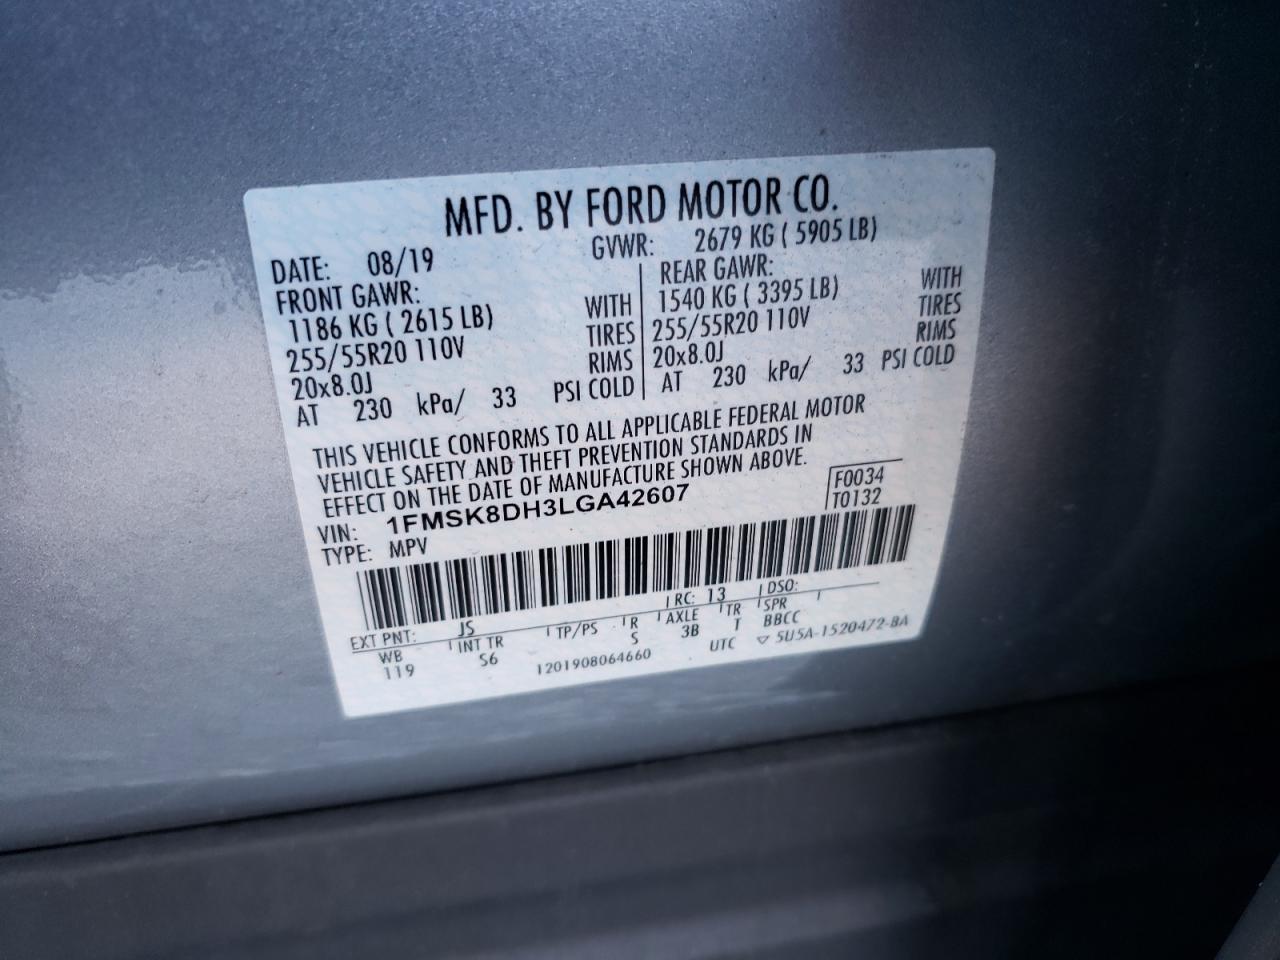 MFD. BY FORD MOTOR CO.
DATE: 08/19 GVWR: 2679 KG ( 5905 LB)
FRONT GAWR:
1186 KG ( 2615 LB) WITH
255/55R20 110V TIRES
20x8.0J RIMS
AT 230 kPa/ 33 PSI COLD
REAR GAWR:
1540 KG ( 3395 LB) WITH
255/55R20 110V TIRES
20x8.0J RIMS
AT 230 kPa/ 33 PSI COLD
THIS VEHICLE CONFORMS TO ALL APPLICABLE FEDERAL MOTOR
VEHICLE SAFETY AND THEFT PREVENTION STANDARDS IN
EFFECT ON THE DATE OF MANUFACTURE SHOWN ABOVE.
VIN: 1FMSK8DH3LGA42607
TYPE: MPV
F0034
T0132
EXT PNT: JS RC: 13 DSO:
WB INT TR TP/PS R AXLE TR SPR
119 S6 S 3B T BBCC
1201908064660 UTC ▽ 5U5A-1520472-BA